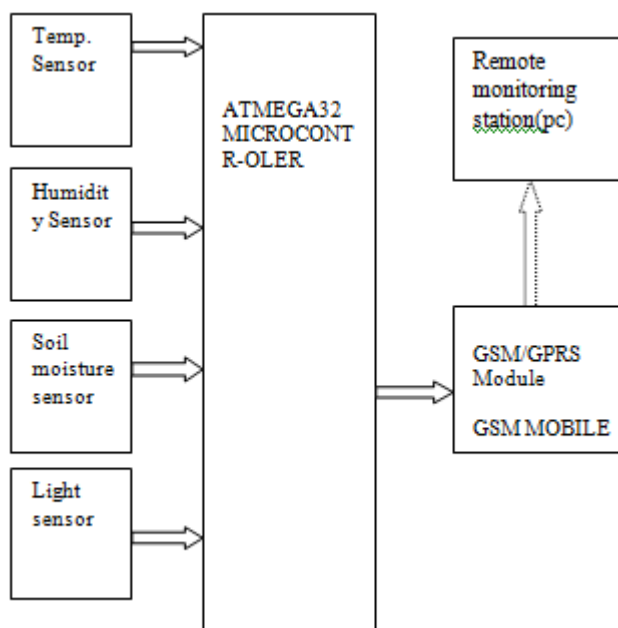 Temp.
Sensor
Humidit
y Sensor
Soil
moisture
sensor
Light
sensor
ATMEGA32
MICROCONT
R-OLER
Remote
monitoring
station(pc)
GSM/GPRS
Module
GSM MOBILE